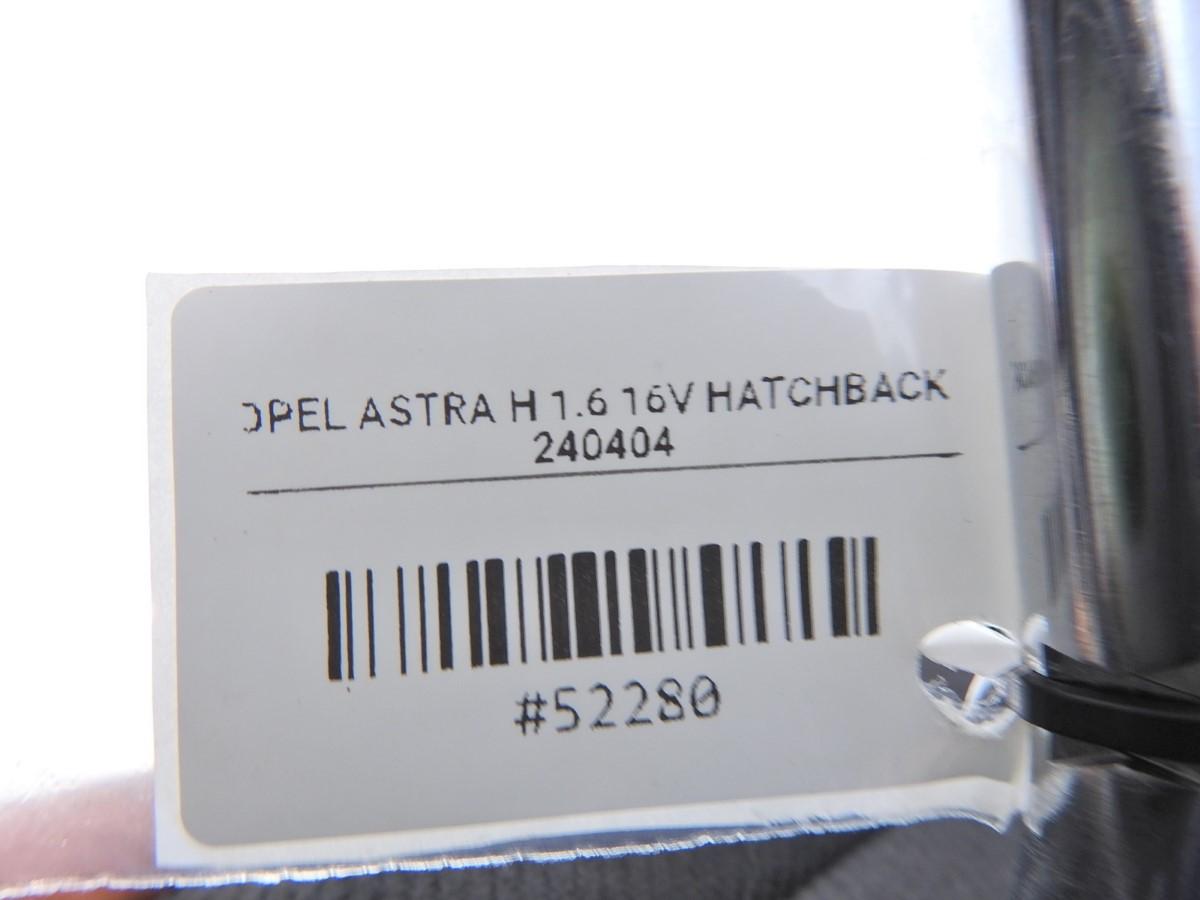 OPEL ASTRA H 1.6 16V HATCHBACK
240404
#52280